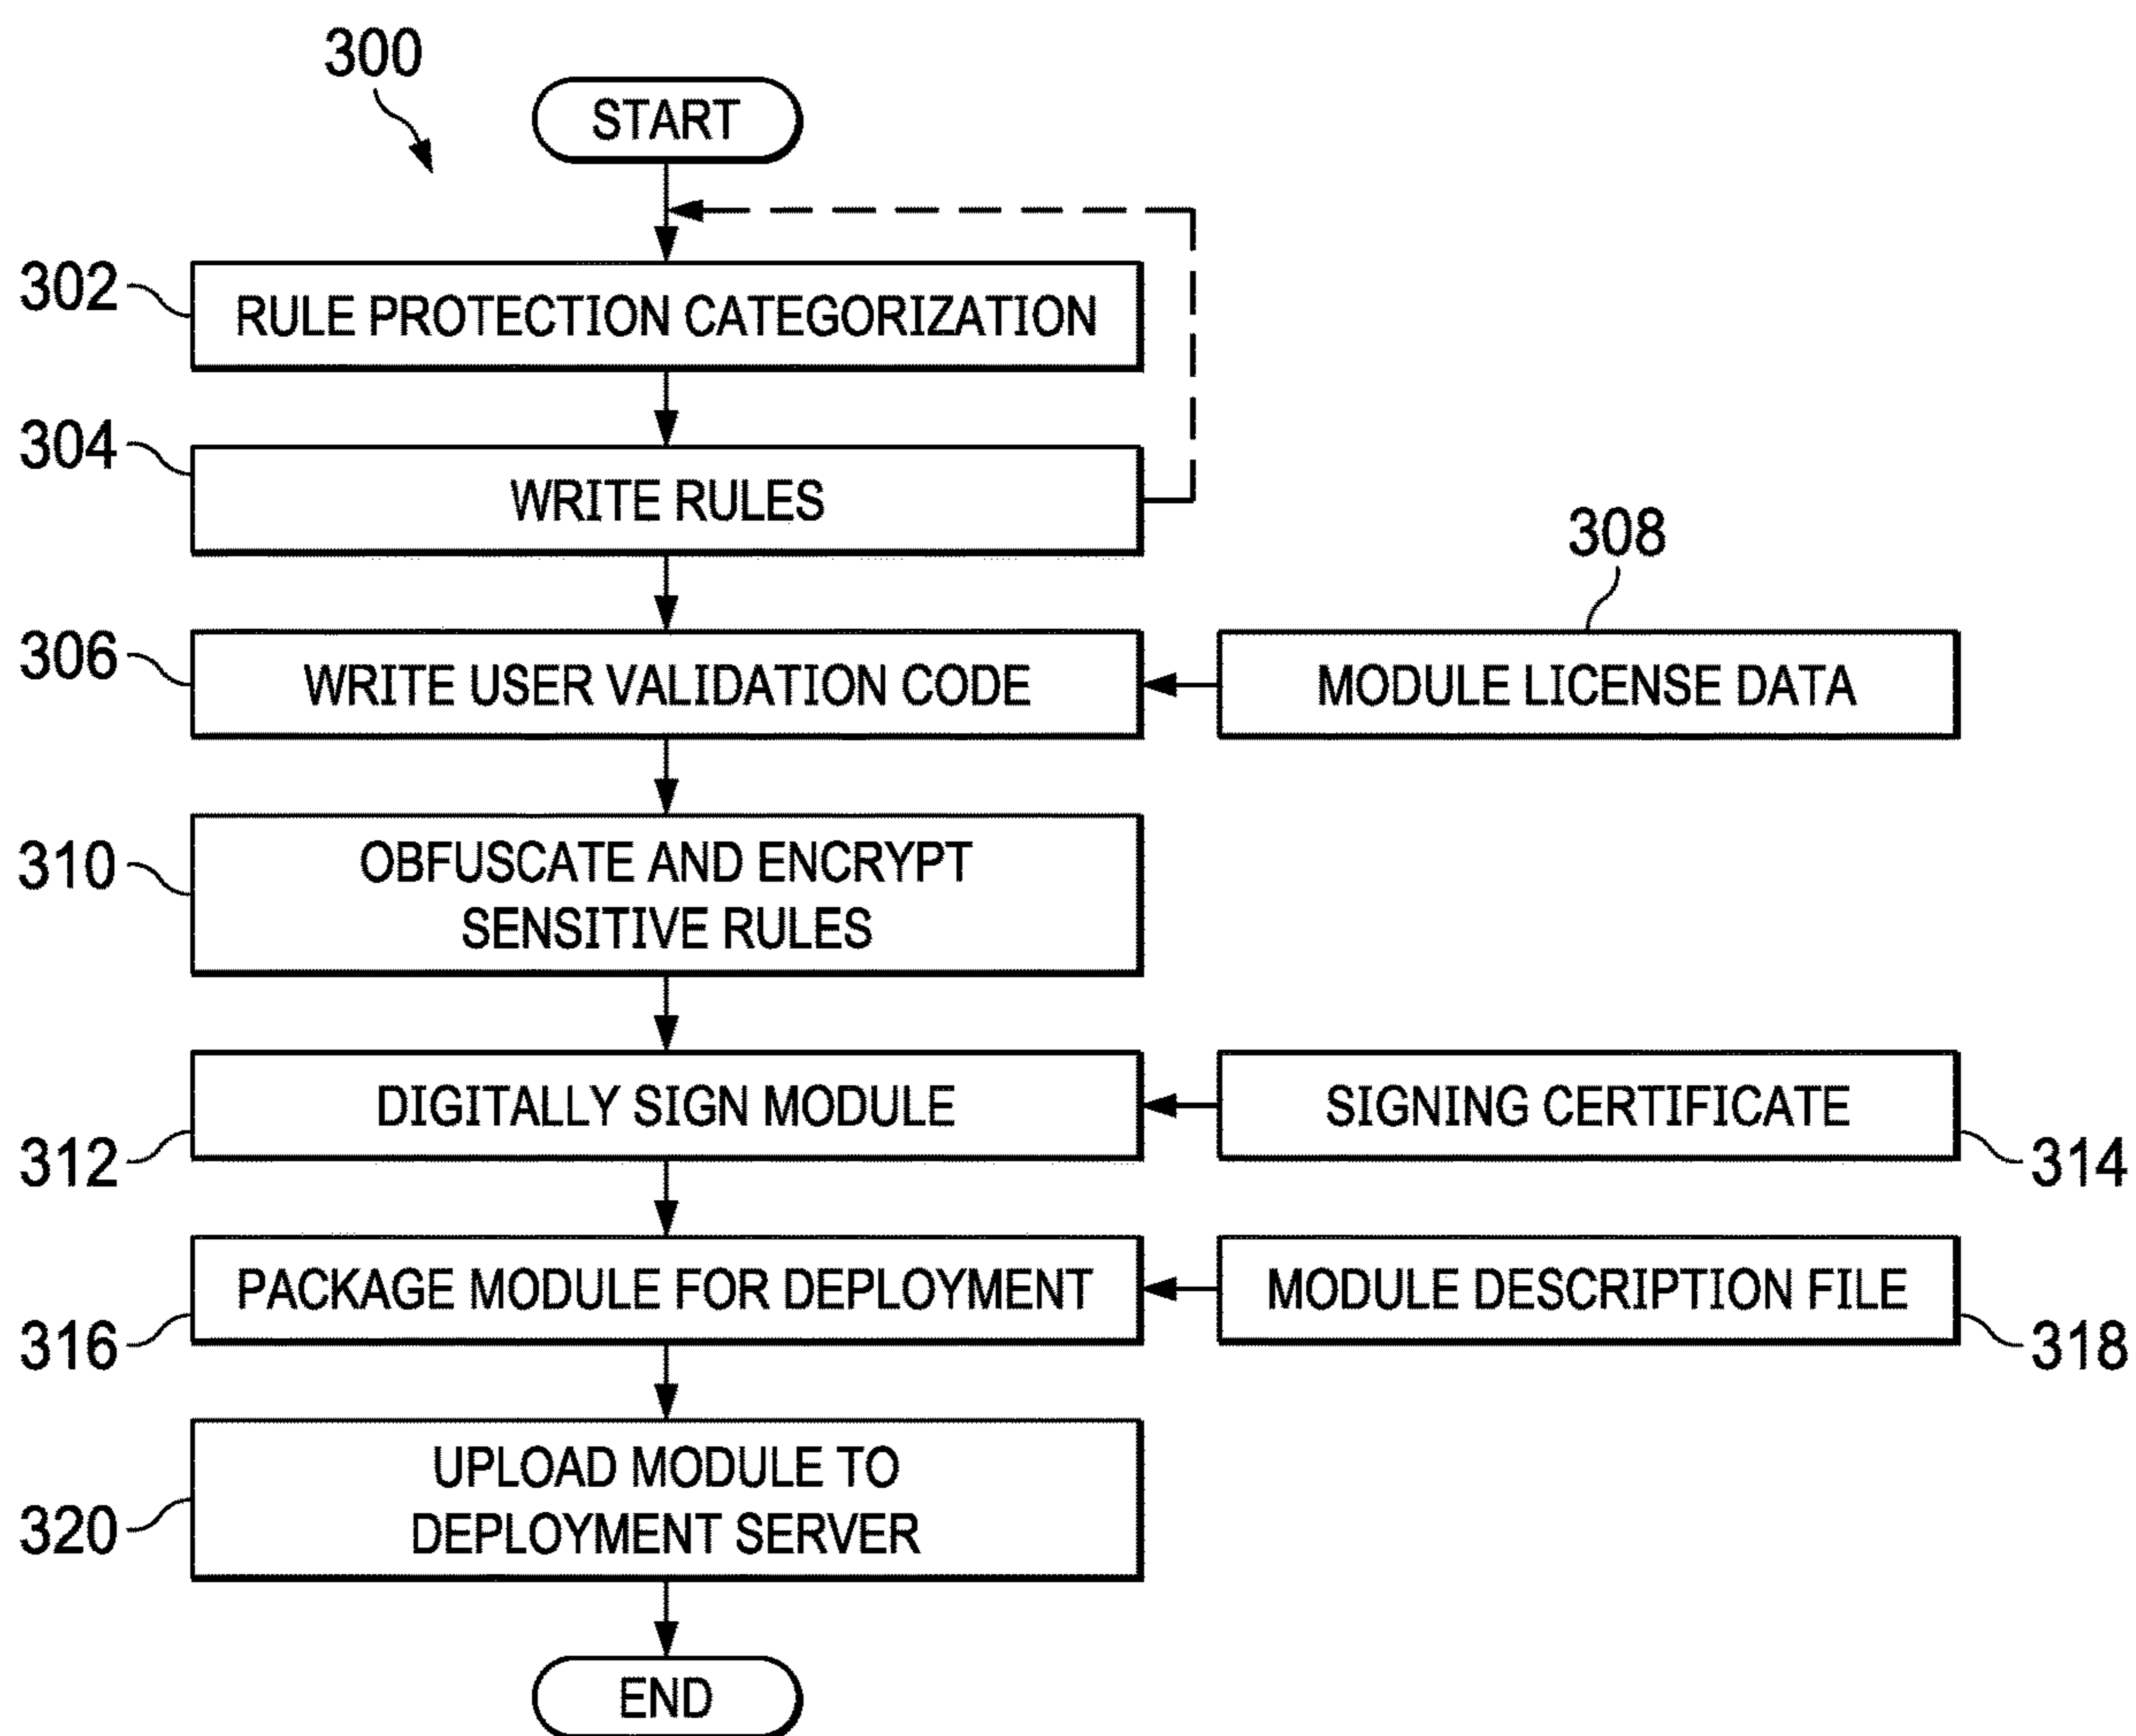 300
START
302
RULE PROTECTION CATEGORIZATION
304
WRITE RULES
308
306
WRITE USER VALIDATION CODE
MODULE LICENSE DATA
310
OBFUSCATE AND ENCRYPT
SENSITIVE RULES
312
DIGITALLY SIGN MODULE
SIGNING CERTIFICATE
314
316
PACKAGE MODULE FOR DEPLOYMENT
MODULE DESCRIPTION FILE
318
320
UPLOAD MODULE TO
DEPLOYMENT SERVER
END